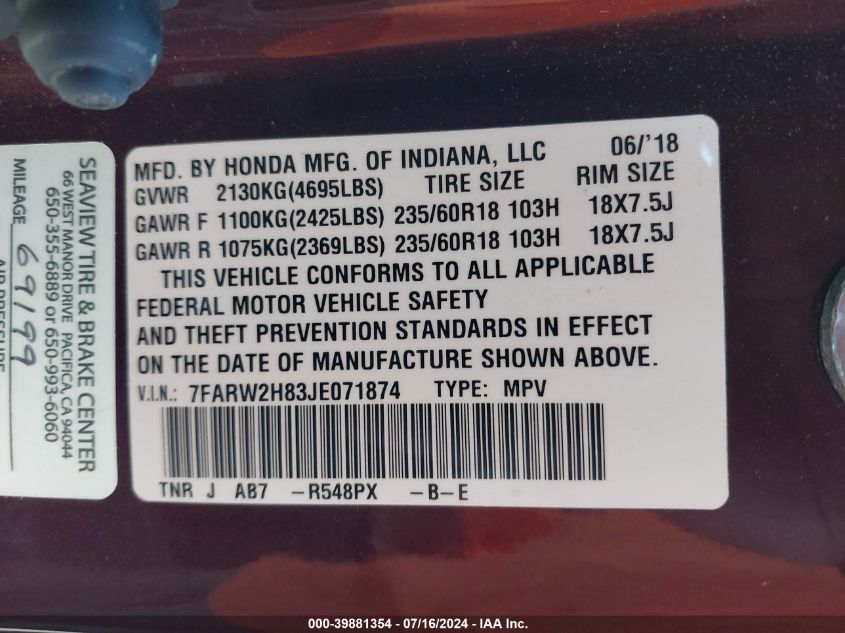 MFD. BY HONDA MFG. OF INDIANA, LLC 06/'18
GVWR 2130KG(4695LBS) TIRE SIZE RIM SIZE
GAWR F 1100KG(2425LBS) 235/60R18 103H 18X7.5J
GAWR R 1075KG(2369LBS) 235/60R18 103H 18X7.5J
THIS VEHICLE CONFORMS TO ALL APPLICABLE
FEDERAL MOTOR VEHICLE SAFETY
AND THEFT PREVENTION STANDARDS IN EFFECT
ON THE DATE OF MANUFACTURE SHOWN ABOVE.
V.I.N.: 7FARW2H83JE071874 TYPE: MPV
TNR J AB7 -R548PX -B-E
SEAVIEW TIRE & BRAKE CENTER
66 WEST MANOR DRIVE PACIFICA, CA 94044
650-355-6889 or 650-993-6060
MILEAGE 69199
AIR PRESSURE
000-39881354 / 07/16/2024 - IAA Inc.